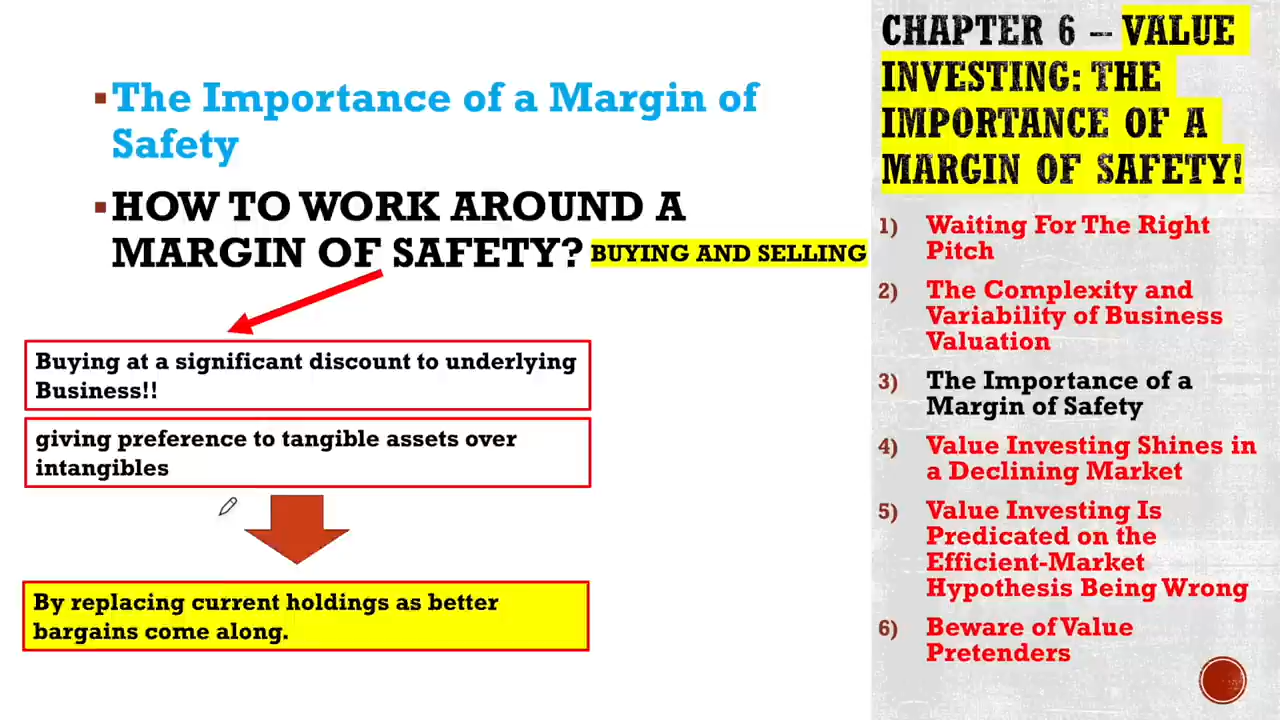 ▪The Importance of a Margin of
Safety
▪HOW TO WORK AROUND A
MARGIN OF SAFETY? BUYING AND SELLING
Buying at a significant discount to underlying
Business!!
giving preference to tangible assets over
intangibles
By replacing current holdings as better
bargains come along.
CHAPTER 6 – VALUE
INVESTING: THE
IMPORTANCE OF A
MARGIN OF SAFETY!
1) Waiting For The Right
Pitch
2) The Complexity and
Variability of Business
Valuation
3) The Importance of a
Margin of Safety
4) Value Investing Shines in
a Declining Market
5) Value Investing Is
Predicated on the
Efficient-Market
Hypothesis Being Wrong
6) Beware of Value
Pretenders